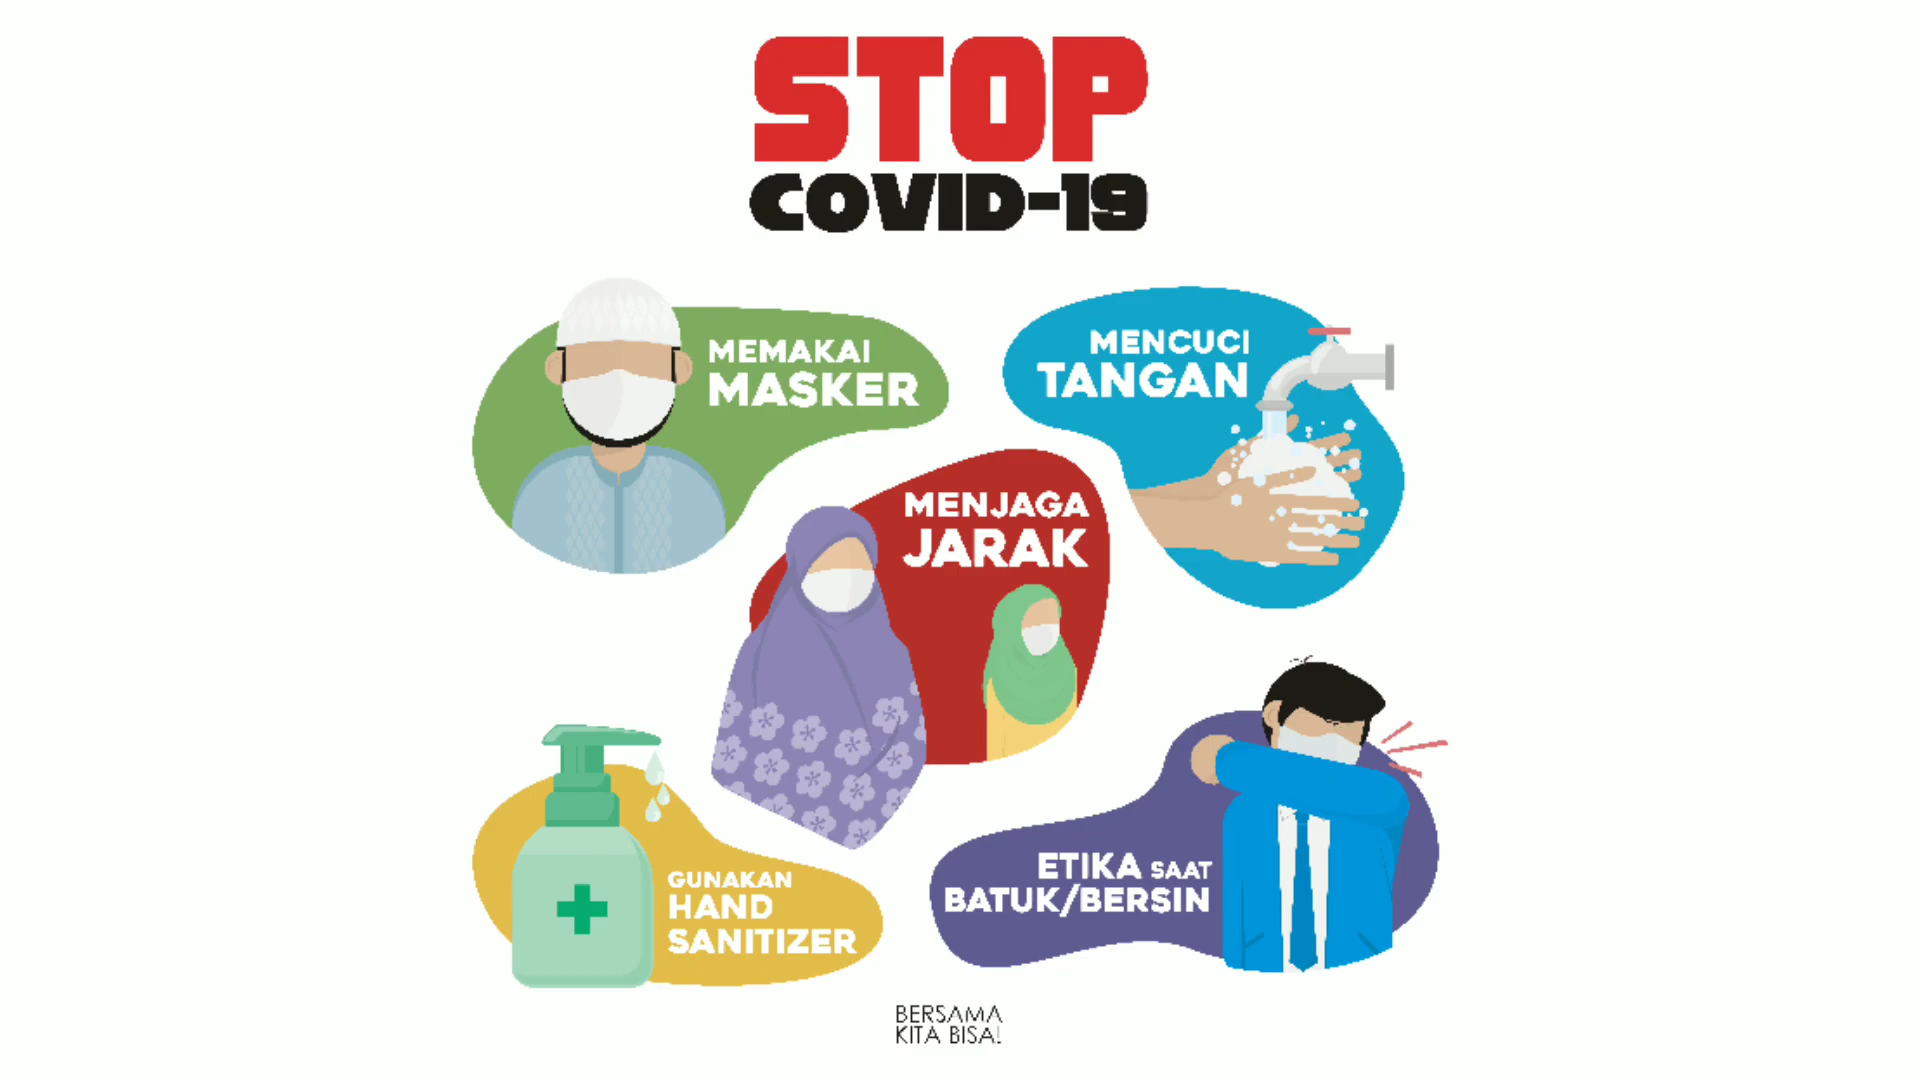 STOP
COVID-19
MEMAKAI
MASKER
MENCUCI
TANGAN
MENJAGA
JARAK
GUNAKAN
HAND
SANITIZER
ETIKA SAAT
BATUK/BERSIN
BERSAMA
KITA BISA!